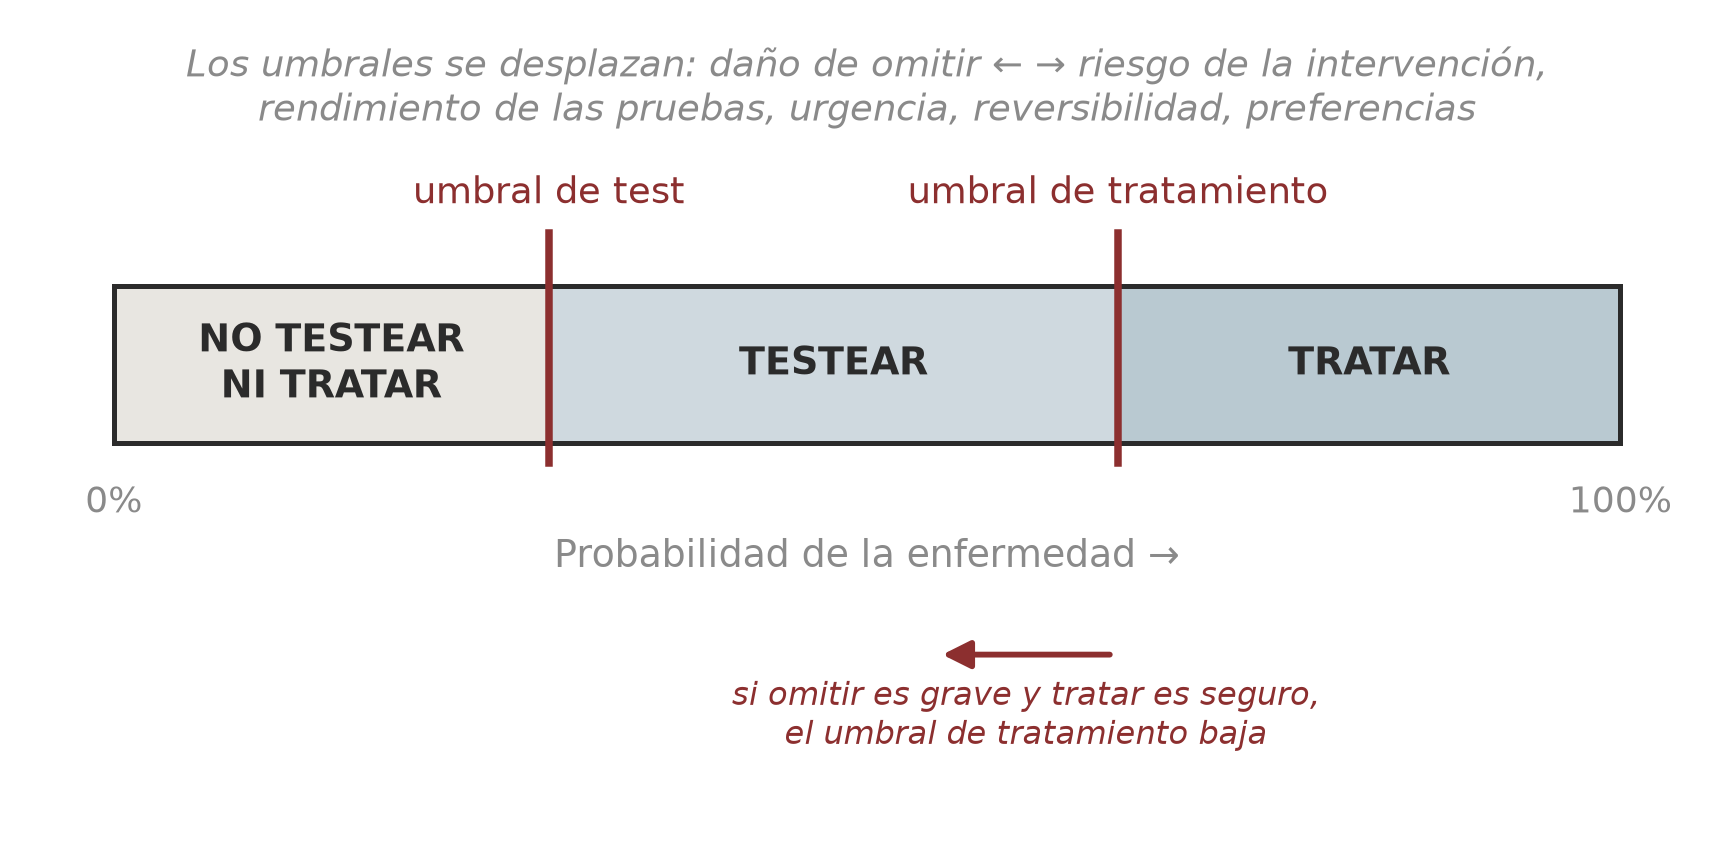 Los umbrales se desplazan: daño de omitir ← → riesgo de la intervención,
rendimiento de las pruebas, urgencia, reversibilidad, preferencias
umbral de test
umbral de tratamiento
NO TESTEAR
NI TRATAR
TESTEAR
TRATAR
0%
100%
Probabilidad de la enfermedad →
si omitir es grave y tratar es seguro,
el umbral de tratamiento baja